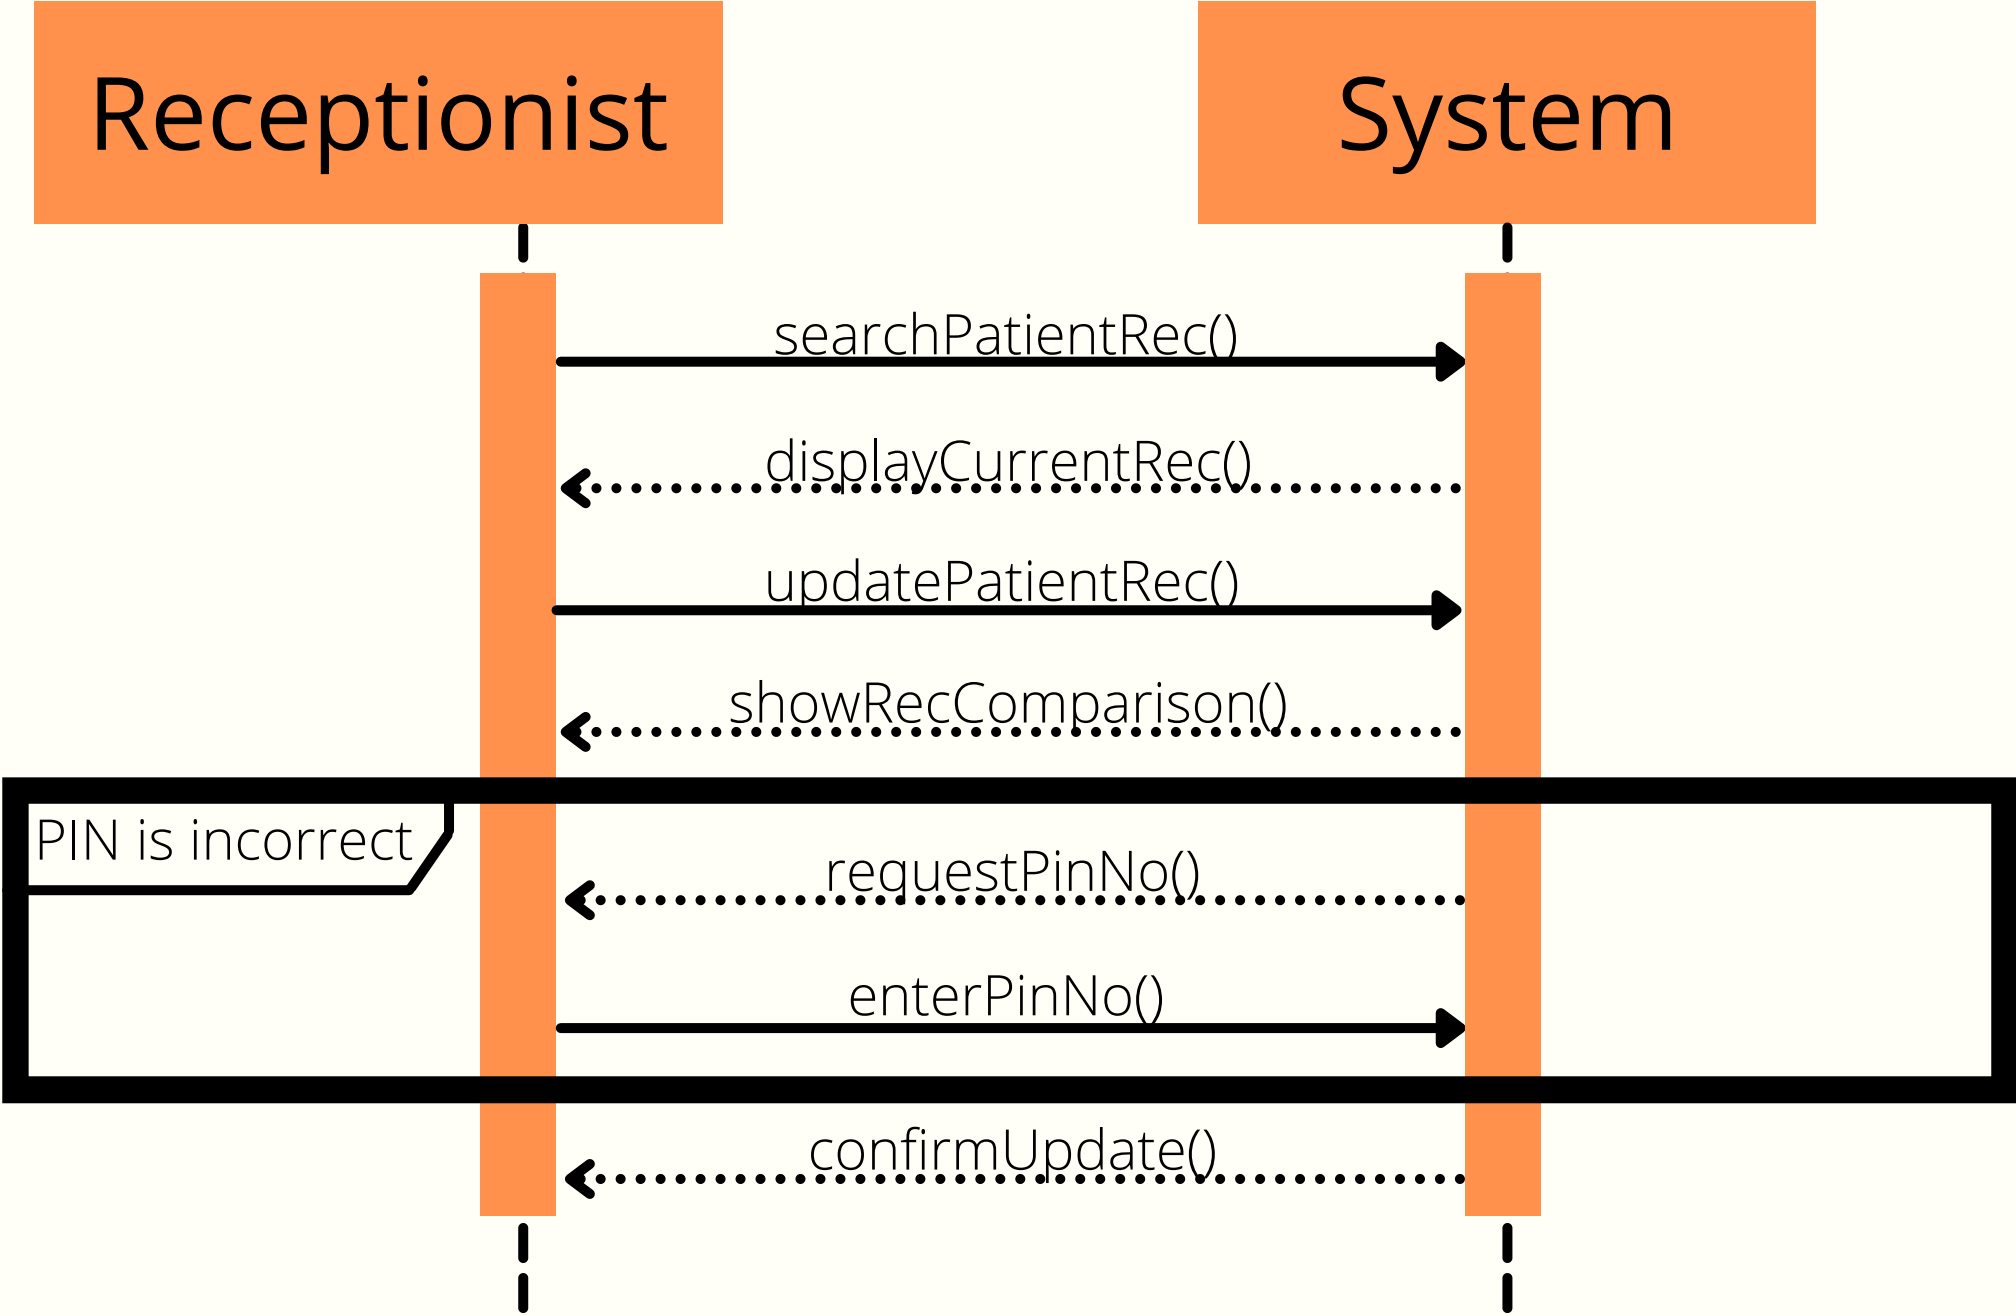 Receptionist
System
searchPatientRec()
displayCurrentRec()
updatePatientRec()
showRecComparison()
PIN is incorrect
requestPinNo()
enterPinNo()
confirmUpdate()